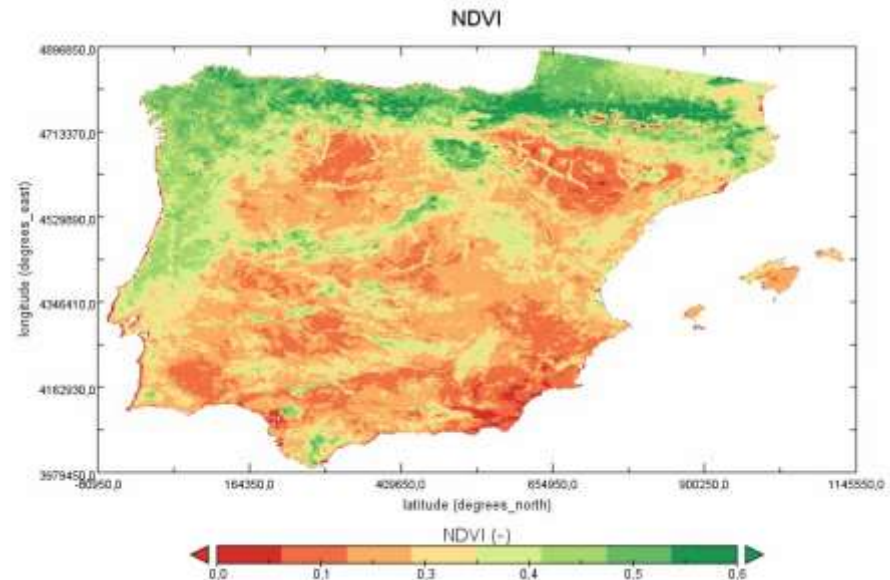 NDVI
4896850,0
4713370,0
4529890,0
4346410,0
4162930,0
3979450,0
longitude (degrees_east)
-80950,0 164350,0 409650,0 654950,0 900250,0 1145550,0
latitude (degrees_north)
NDVI (-)
0.0 0.1 0.3 0.4 0.5 0.6